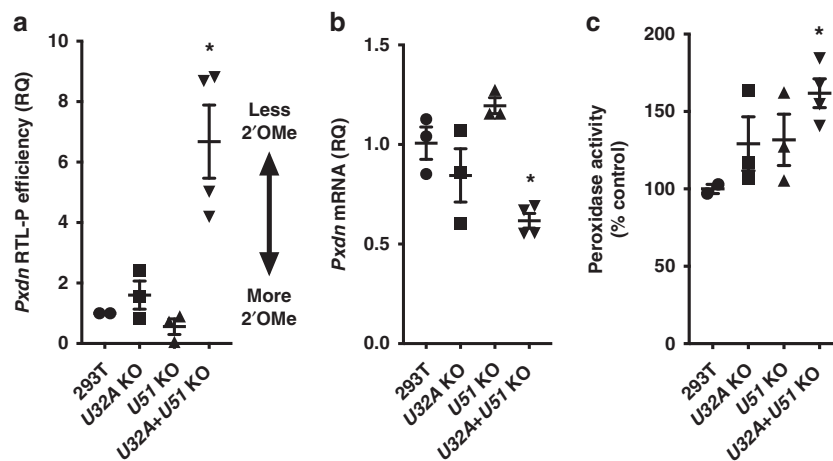 a
Pxdn RTL-P efficiency (RQ)
10
8
6
4
2
0
*
Less
2′OMe
More
2′OMe
293T
U32A KO
U51 KO
U32A+U51 KO
b
Pxdn mRNA (RQ)
1.5
1.0
0.5
0.0
*
293T
U32A KO
U51 KO
U32A+U51 KO
c
Peroxidase activity
(% control)
200
150
100
50
0
*
293T
U32A KO
U51 KO
U32A+U51 KO